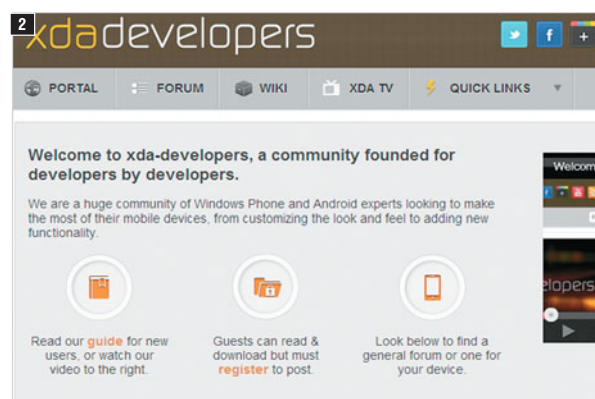 2
xdadevelopers
PORTAL FORUM WIKI XDA TV QUICK LINKS
Welcome to xda-developers, a community founded for
developers by developers.
We are a huge community of Windows Phone and Android experts looking to make
the most of their mobile devices, from customizing the look and feel to adding new
functionality.
Read our guide for new
users, or watch our
video to the right.
Guests can read &
download but must
register to post.
Look below to find a
general forum or one for
your device.
Welcom
elopers